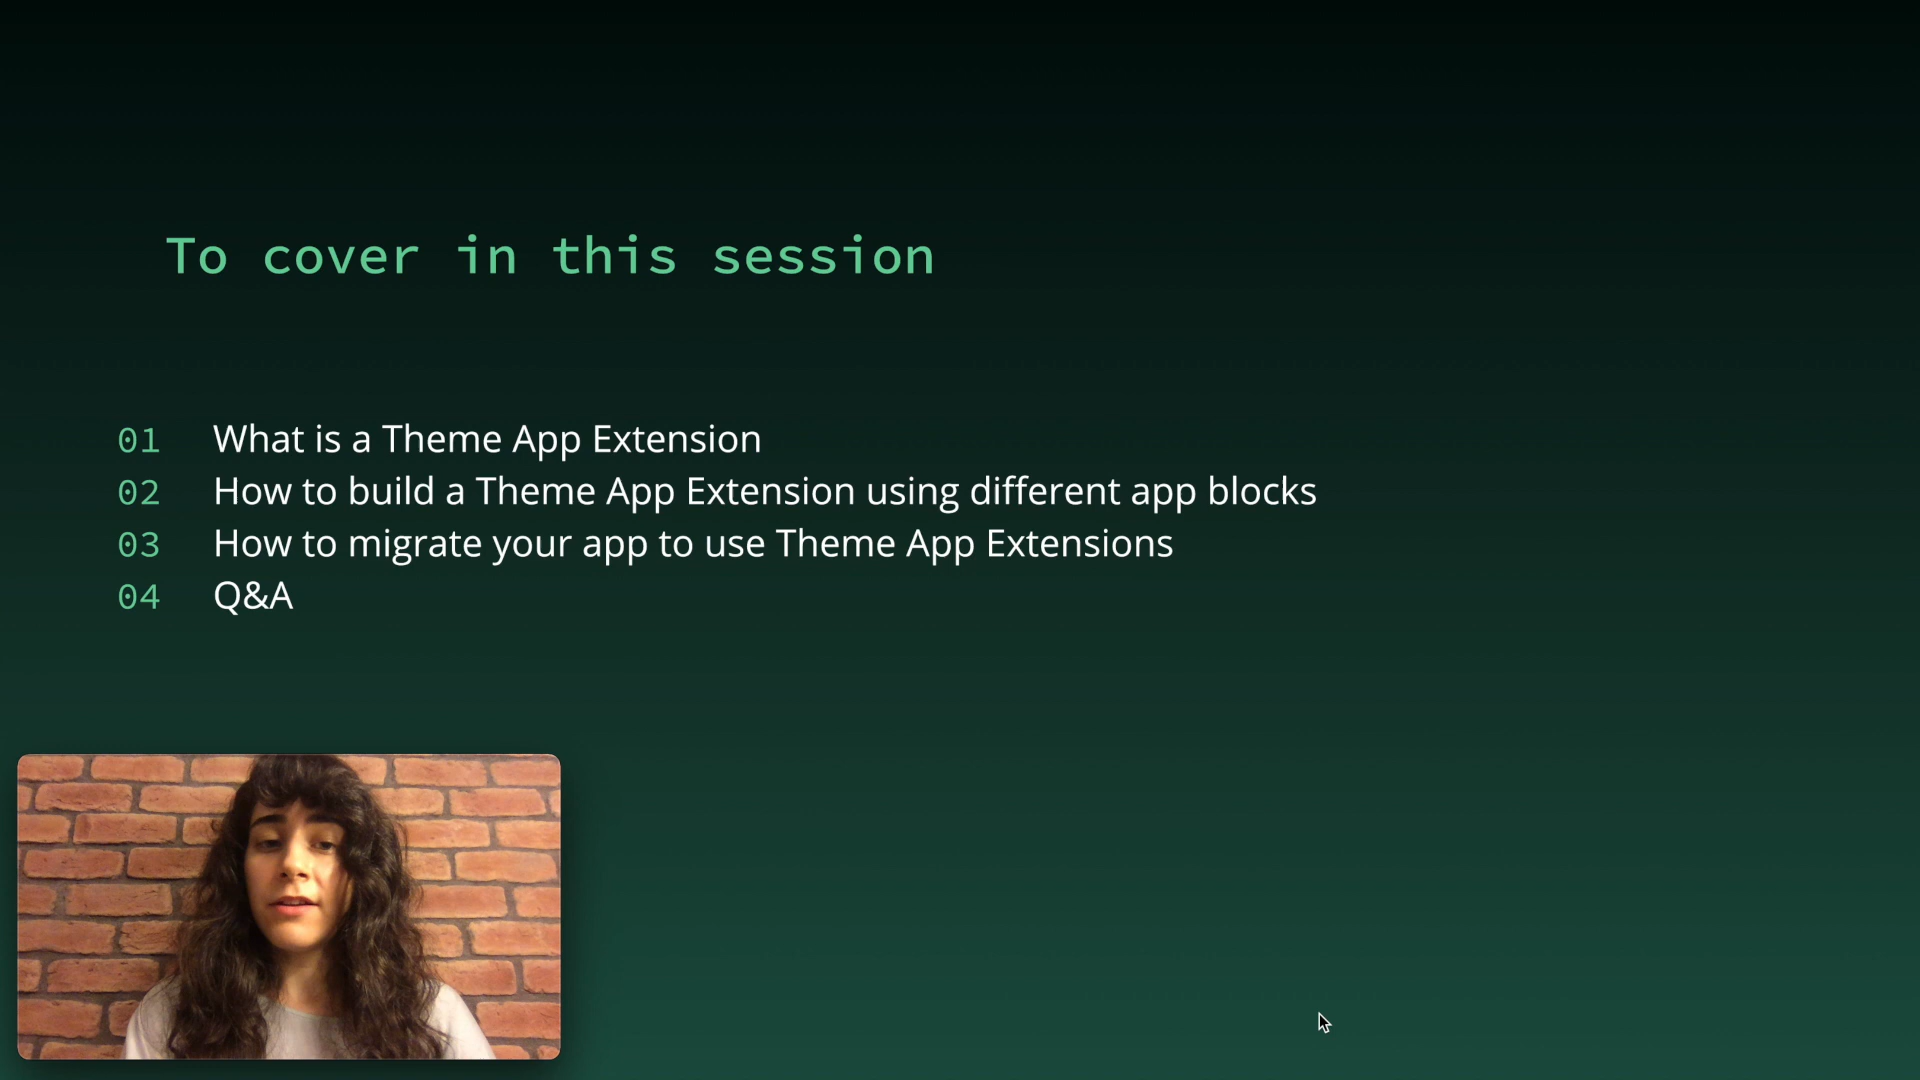 To cover in this session
01 What is a Theme App Extension
02 How to build a Theme App Extension using different app blocks
03 How to migrate your app to use Theme App Extensions
04 Q&A